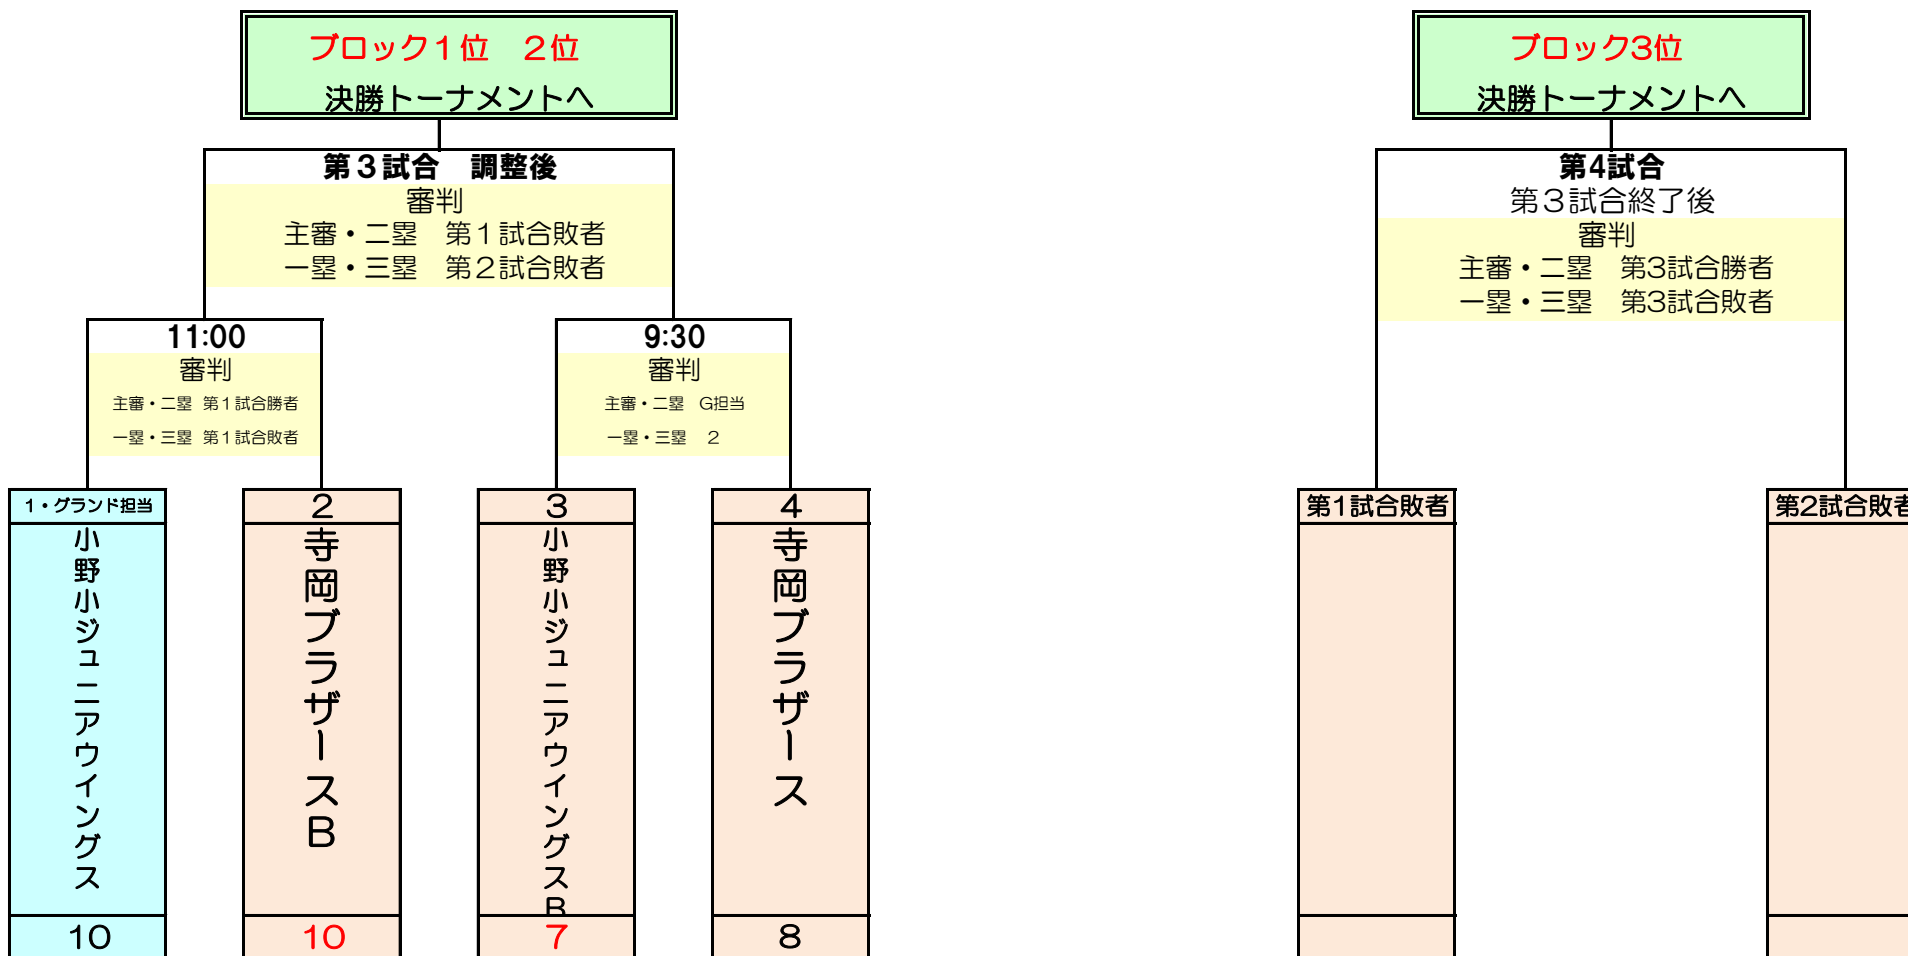 ブロック１位　２位
決勝トーナメントへ
第３試合　調整後
審判
主審・二塁　第１試合敗者
一塁・三塁　第２試合敗者
11:00
審判
主審・二塁　第１試合勝者
一塁・三塁　第１試合敗者
9:30
審判
主審・二塁　G担当
一塁・三塁　２
1・グランド担当
小野小ジュニアウイングス
10
2
寺岡ブラザースB
10
3
小野小ジュニアウイングスB
7
4
寺岡ブラザース
8
ブロック3位
決勝トーナメントへ
第4試合
第３試合終了後
審判
主審・二塁　第3試合勝者
一塁・三塁　第3試合敗者
第1試合敗者
第2試合敗者